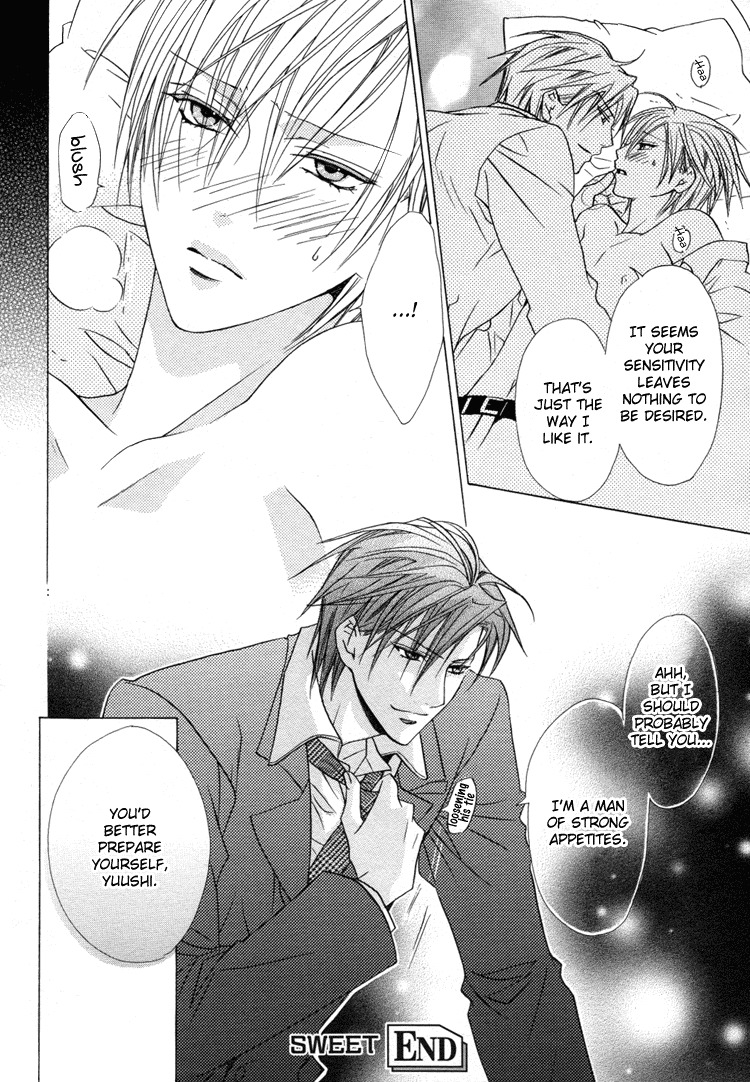 Haa
Haa
IT SEEMS
YOUR
SENSITIVITY
LEAVES
NOTHING TO
BE DESIRED.
THAT'S
JUST THE
WAY I
LIKE IT.
...!
blush
AHH,
BUT I
SHOULD
PROBABLY
TELL YOU...
I'M A MAN
OF STRONG
APPETITES.
loosening
his tie
YOU'D
BETTER
PREPARE
YOURSELF,
YUUSHI.
SWEET END